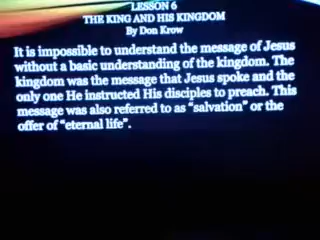 LESSON 6
THE KING AND HIS KINGDOM
By Don Krow
It is impossible to understand the message of Jesus
without a basic understanding of the kingdom. The
kingdom was the message that Jesus spoke and the
only one He instructed His disciples to preach. This
message was also referred to as “salvation” or the
offer of “eternal life”.